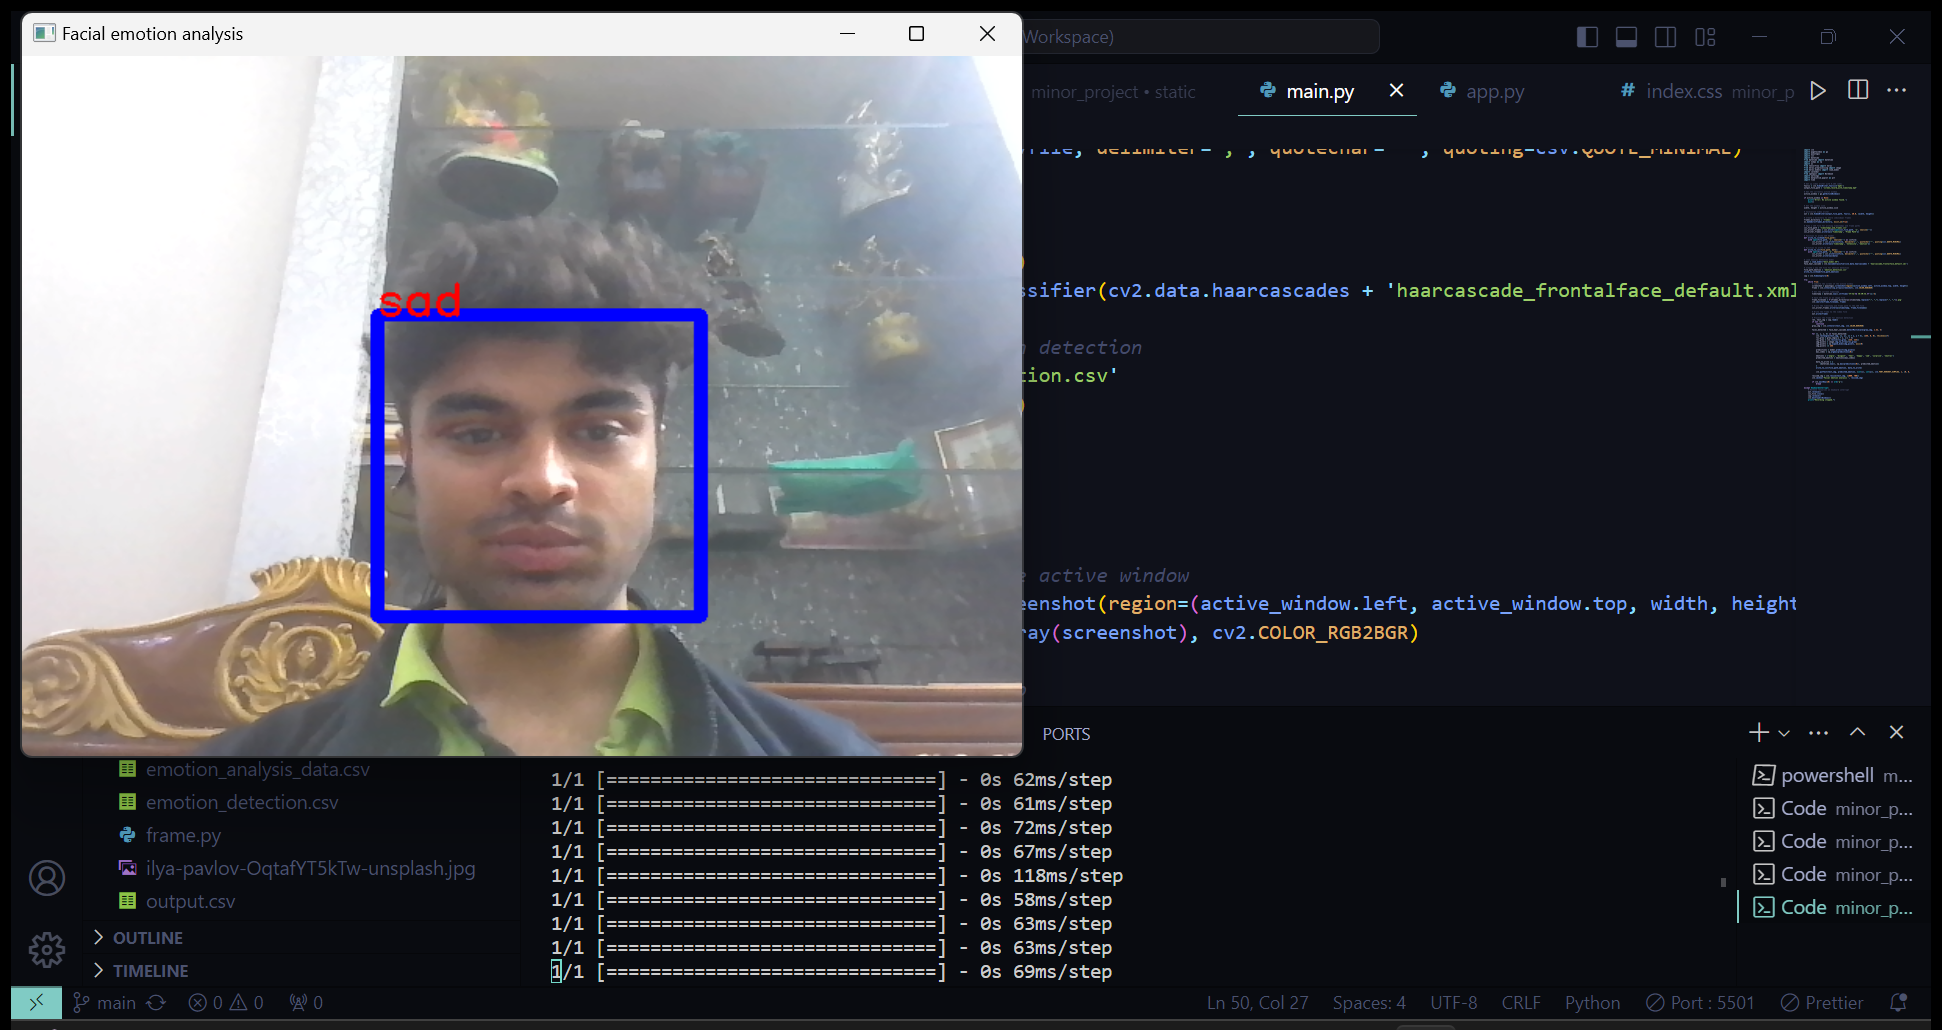 Facial emotion analysis
Workspace)
minor_project • static
main.py
app.py
# index.css minor_p
file, delimiter=',', quotechar=' ', quoting=csv.QUOTE_MINIMAL)
)
sad
ssifier(cv2.data.haarcascades + 'haarcascade_frontalface_default.xml
detection
tion.csv'
)
active window
eenshot(region=(active_window.left, active_window.top, width, height
ray(screenshot), cv2.COLOR_RGB2BGR)
PORTS
emotion_analysis_data.csv
emotion_detection.csv
frame.py
ilya-pavlov-OqtafYT5kTw-unsplash.jpg
output.csv
OUTLINE
TIMELINE
1/1 [==============================] - 0s 62ms/step
1/1 [==============================] - 0s 61ms/step
1/1 [==============================] - 0s 72ms/step
1/1 [==============================] - 0s 67ms/step
1/1 [==============================] - 0s 118ms/step
1/1 [==============================] - 0s 58ms/step
1/1 [==============================] - 0s 63ms/step
1/1 [==============================] - 0s 63ms/step
1/1 [==============================] - 0s 69ms/step
powershell m...
Code minor_p...
Code minor_p...
Code minor_p...
Code minor_p...
main 0 0 0 Ln 50, Col 27 Spaces: 4 UTF-8 CRLF Python Port : 5501 Prettier